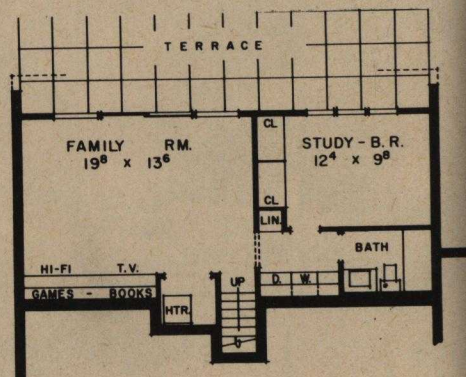 TERRACE
FAMILY RM.
19⁸ x 13⁶
CL
STUDY - B.R.
12⁴ x 9⁸
CL
LIN.
BATH
HI-FI T.V.
GAMES - BOOKS
HTR.
UP
D. W.